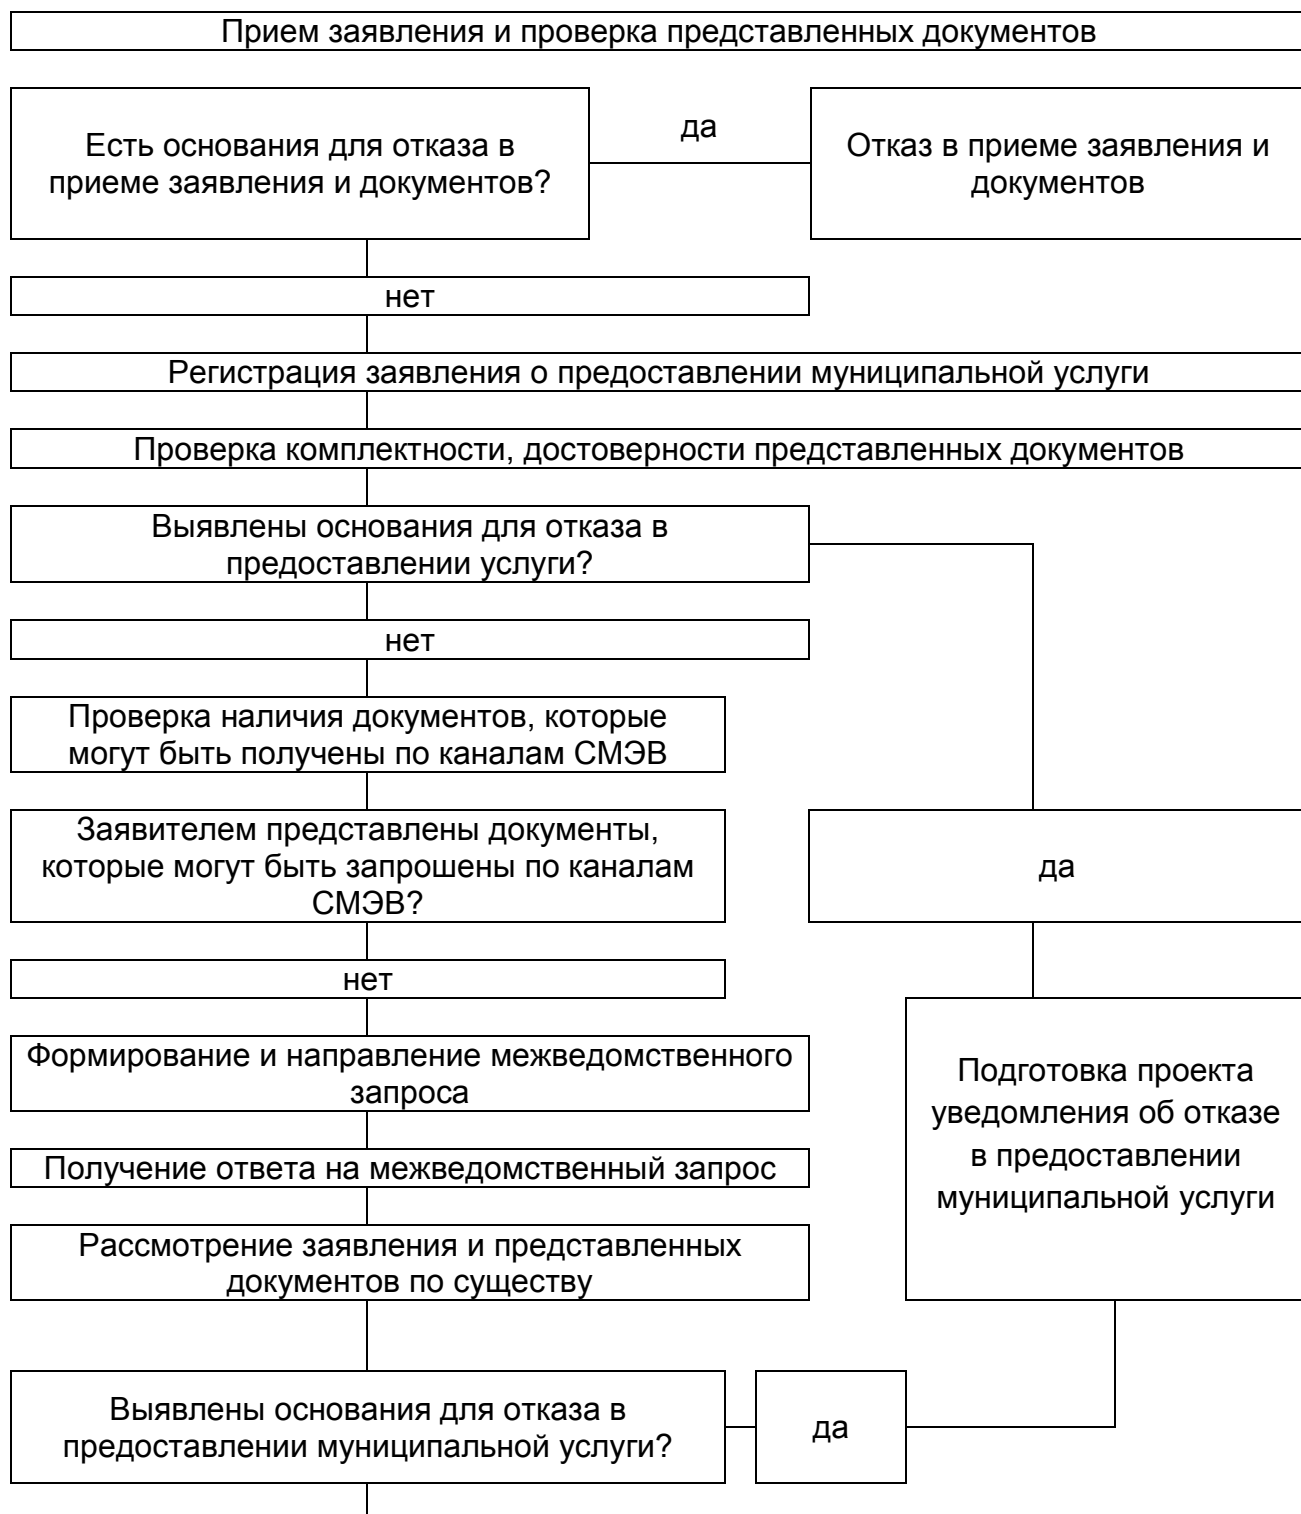 Прием заявления и проверка представленных документов
Есть основания для отказа в
приеме заявления и документов?
да
Отказ в приеме заявления и
документов
нет
Регистрация заявления о предоставлении муниципальной услуги
Проверка комплектности, достоверности представленных документов
Выявлены основания для отказа в
предоставлении услуги?
нет
Проверка наличия документов, которые
могут быть получены по каналам СМЭВ
Заявителем представлены документы,
которые могут быть запрошены по каналам
СМЭВ?
да
нет
Формирование и направление межведомственного
запроса
Подготовка проекта
уведомления об отказе
в предоставлении
муниципальной услуги
Получение ответа на межведомственный запрос
Рассмотрение заявления и представленных
документов по существу
Выявлены основания для отказа в
предоставлении муниципальной услуги?
да